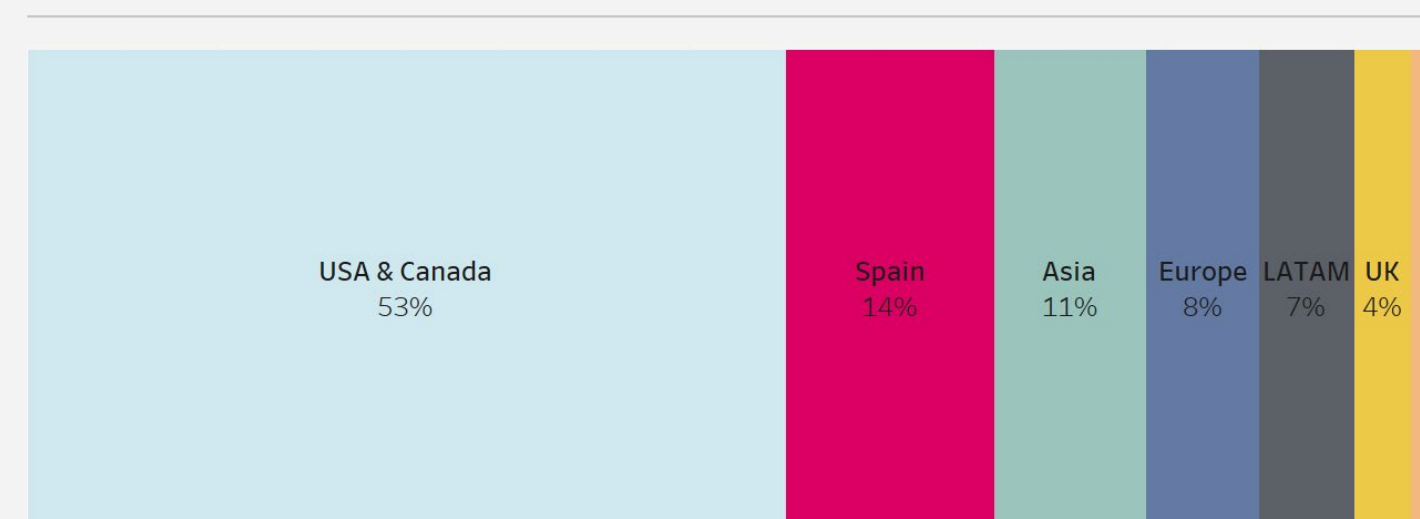 USA & Canada
53%
Spain
14%
Asia
11%
Europe
8%
LATAM
7%
UK
4%